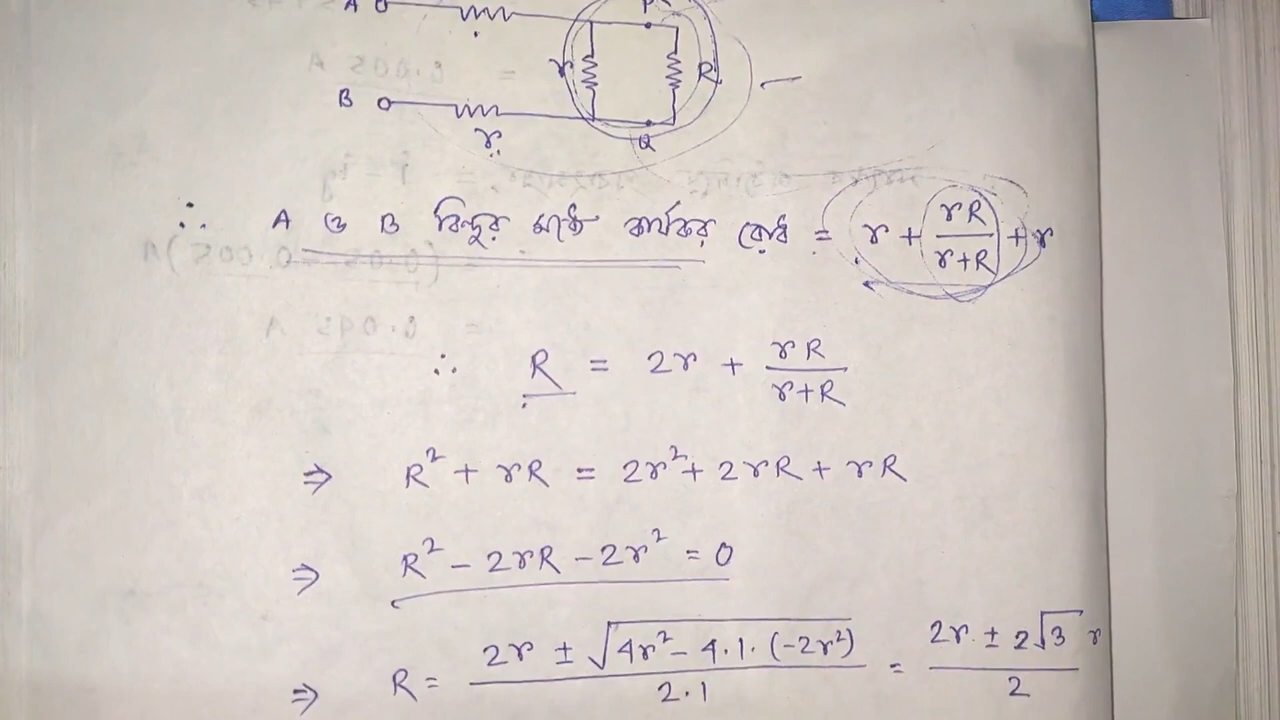 A
P
r
R
B
r
Q
∴ A ও B বিন্দুর মধ্যে কার্যকর রোধ = r + rR/(r+R) + r
∴ R = 2r + rR/(r+R)
⇒ R² + rR = 2r² + 2rR + rR
⇒ R² − 2rR − 2r² = 0
⇒ R = (2r ± √(4r² − 4.1.(−2r²)))/(2.1) = (2r ± 2√3 r)/2